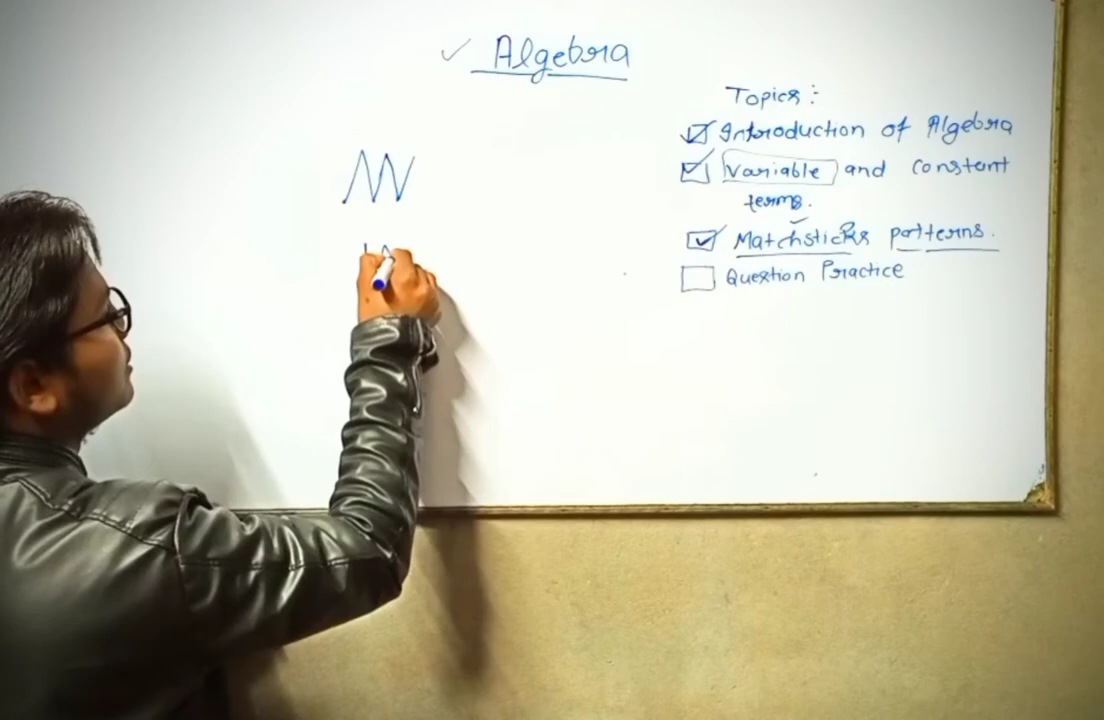 Algebra
Topics :
Introduction of Algebra
Variable and constant
terms.
Matchsticks patterns.
Question Practice